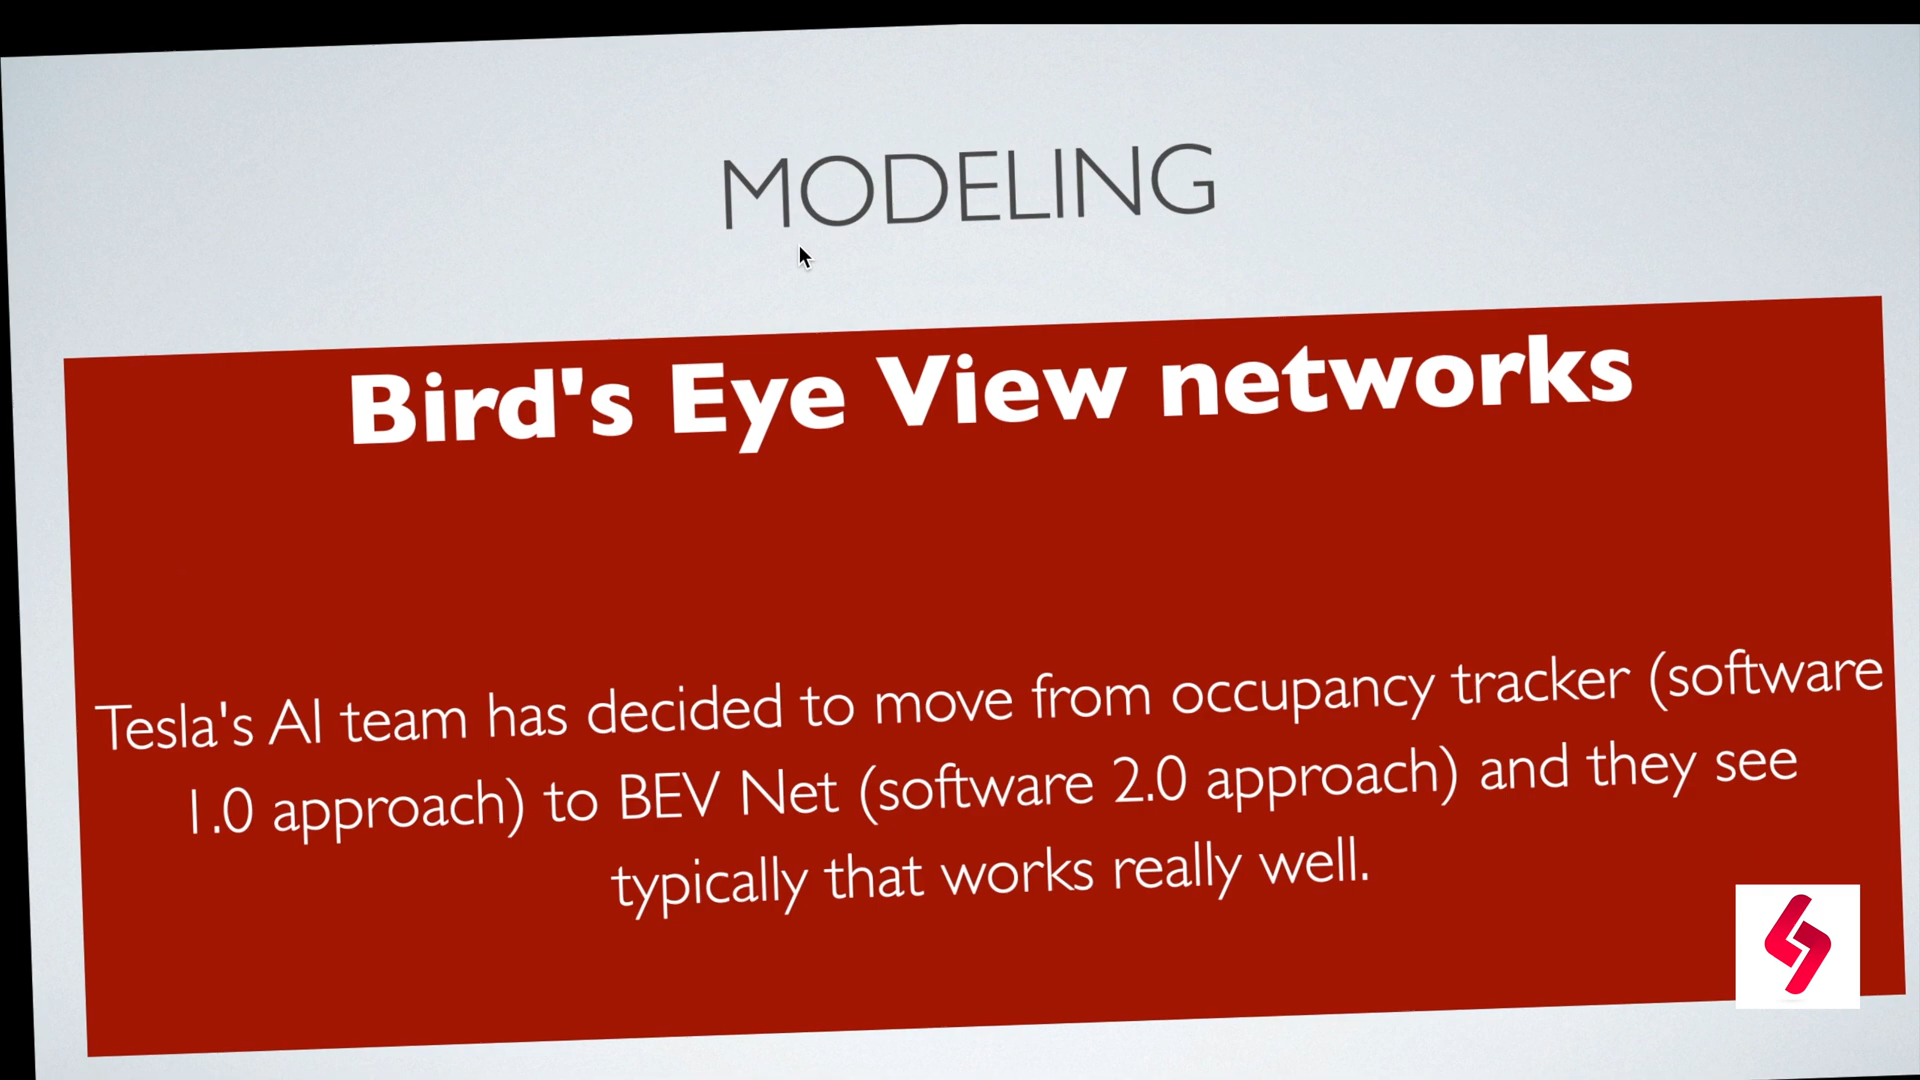 MODELING
Bird's Eye View networks
Tesla's AI team has decided to move from occupancy tracker (software
1.0 approach) to BEV Net (software 2.0 approach) and they see
typically that works really well.